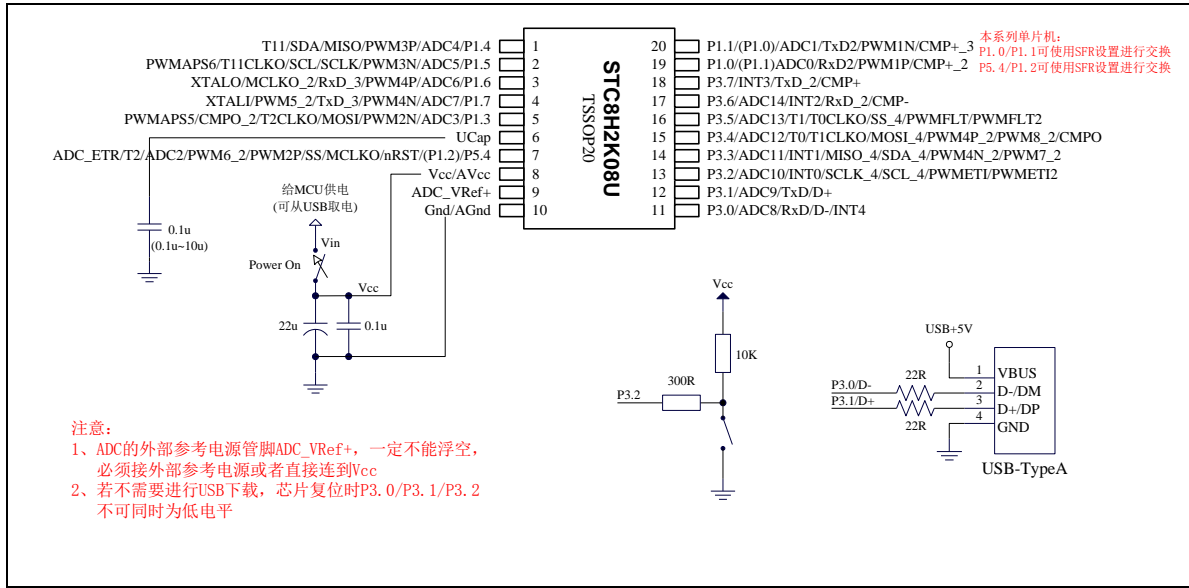 T11/SDA/MISO/PWM3P/ADC4/P1.4
PWMAPS6/T11CLKO/SCL/SCLK/PWM3N/ADC5/P1.5
XTALO/MCLKO_2/RxD_3/PWM4P/ADC6/P1.6
XTALI/PWM5_2/TxD_3/PWM4N/ADC7/P1.7
PWMAPS5/CMPO_2/T2CLKO/MOSI/PWM2N/ADC3/P1.3
UCap
ADC_ETR/T2/ADC2/PWM6_2/PWM2P/SS/MCLKO/nRST/(P1.2)/P5.4
Vcc/AVcc
ADC_VRef+
Gnd/AGnd
1
2
3
4
5
6
7
8
9
10
STC8H2K08U
TSSOP20
20
19
18
17
16
15
14
13
12
11
P1.1/(P1.0)/ADC1/TxD2/PWM1N/CMP+_3
P1.0/(P1.1)ADC0/RxD2/PWM1P/CMP+_2
P3.7/INT3/TxD_2/CMP+
P3.6/ADC14/INT2/RxD_2/CMP-
P3.5/ADC13/T1/T0CLKO/SS_4/PWMFLT/PWMFLT2
P3.4/ADC12/T0/T1CLKO/MOSI_4/PWM4P_2/PWM8_2/CMPO
P3.3/ADC11/INT1/MISO_4/SDA_4/PWM4N_2/PWM7_2
P3.2/ADC10/INT0/SCLK_4/SCL_4/PWMETI/PWMETI2
P3.1/ADC9/TxD/D+
P3.0/ADC8/RxD/D-/INT4
本系列单片机:
P1.0/P1.1可使用SFR设置进行交换
P5.4/P1.2可使用SFR设置进行交换
0.1u
(0.1u~10u)
给MCU供电
(可从USB取电)
Vin
Power On
Vcc
22u
0.1u
Vcc
10K
300R
P3.2
USB+5V
P3.0/D-
P3.1/D+
22R
22R
1
2
3
4
VBUS
D-/DM
D+/DP
GND
USB-TypeA
注意:
1、ADC的外部参考电源管脚ADC_VRef+,一定不能浮空,
必须接外部参考电源或者直接连到Vcc
2、若不需要进行USB下载,芯片复位时P3.0/P3.1/P3.2
不可同时为低电平